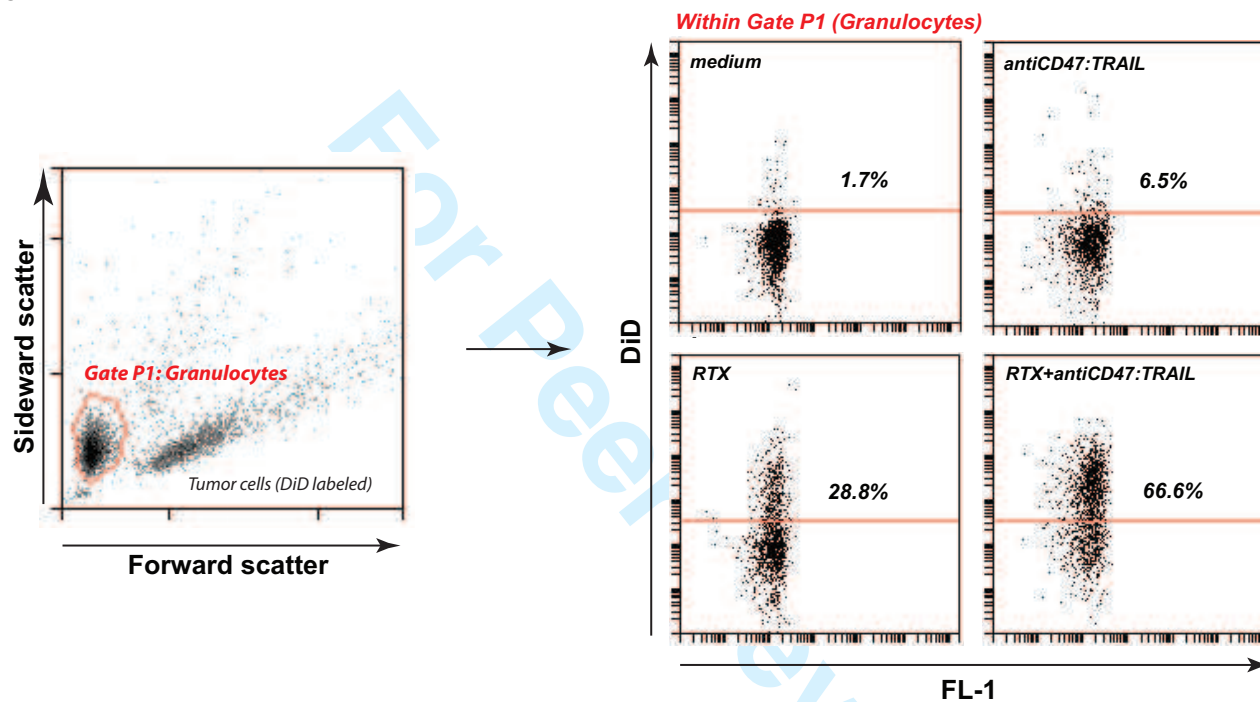 Within Gate P1 (Granulocytes)
medium
antiCD47:TRAIL
1.7%
6.5%
Sideward scatter
Gate P1: Granulocytes
Tumor cells (DiD labeled)
Forward scatter
DiD
RTX
RTX+antiCD47:TRAIL
28.8%
66.6%
FL-1
For Peer Rev